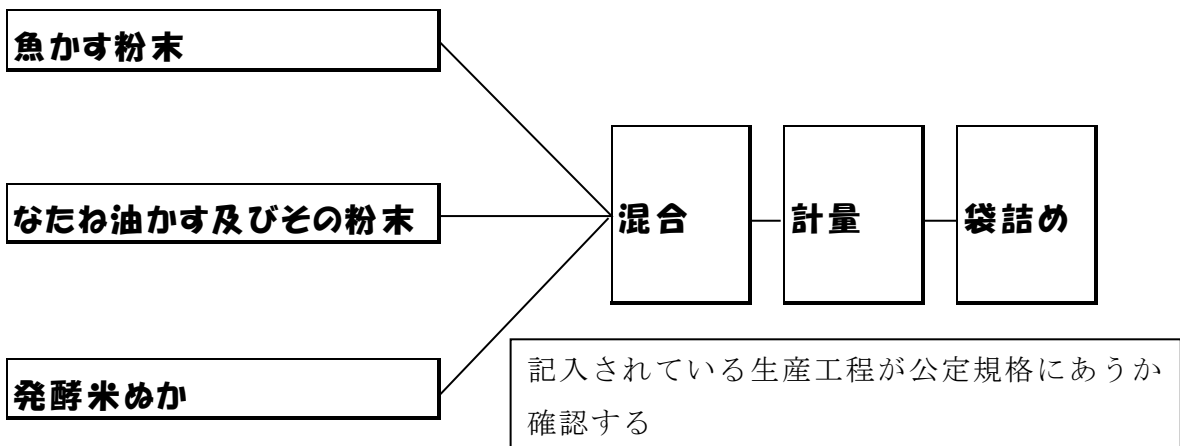 魚かす粉末
なたね油かす及びその粉末
発酵米ぬか
混合
計量
袋詰め
記入されている生産工程が公定規格にあうか
確認する